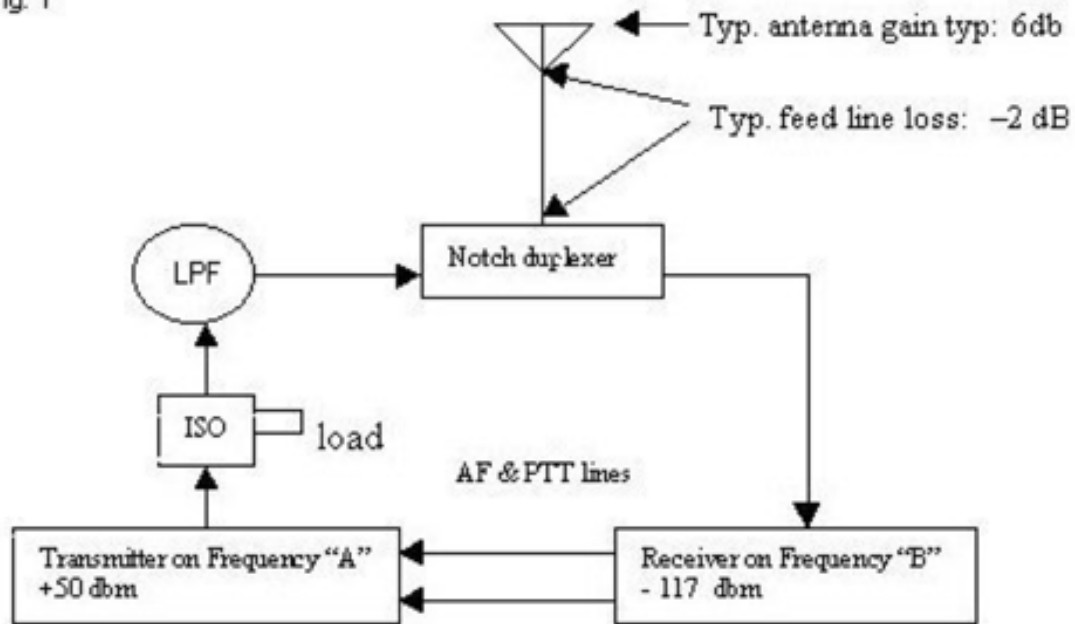 Typ. antenna gain typ: 6db
Typ. feed line loss: –2 dB
Notch duplexer
LPF
ISO
load
AF & PTT lines
Transmitter on Frequency “A”
+50 dbm
Receiver on Frequency “B”
- 117 dbm